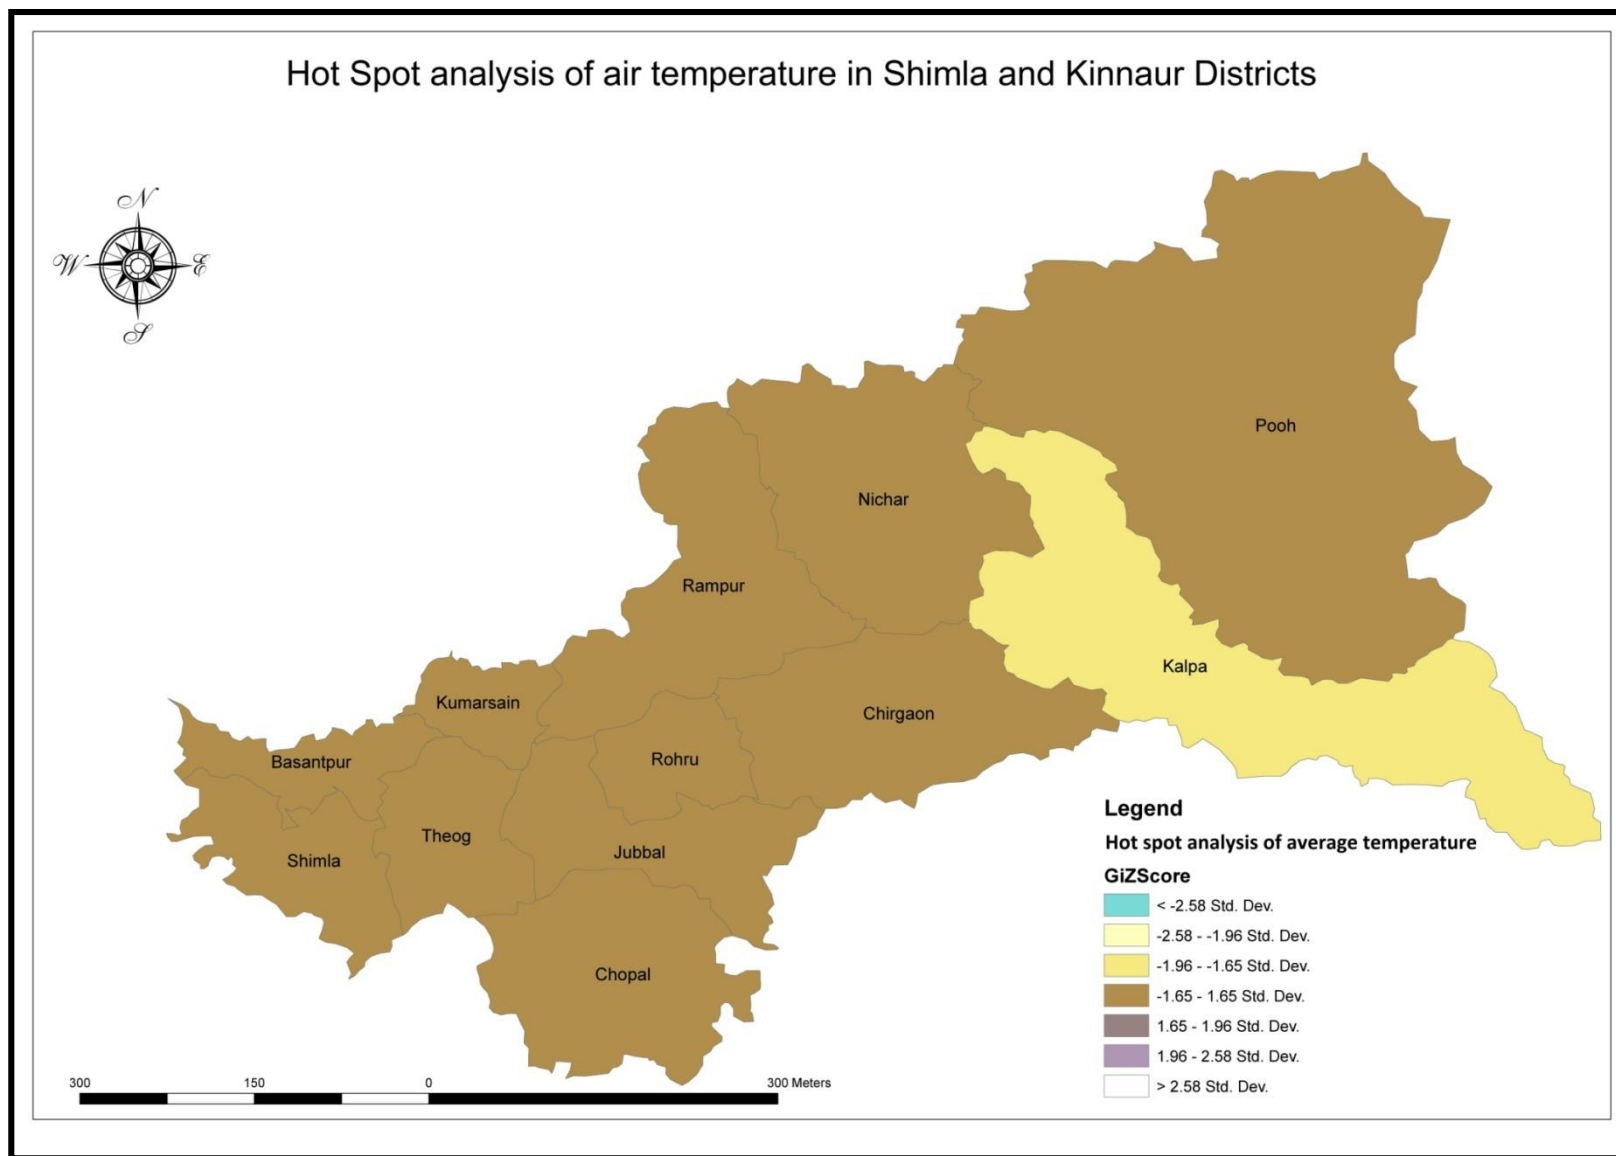 Hot Spot analysis of air temperature in Shimla and Kinnaur Districts
N
W E
S
Pooh
Nichar
Rampur
Kalpa
Kumarsain
Chirgaon
Basantpur
Rohru
Theog
Jubbal
Shimla
Chopal
Legend
Hot spot analysis of average temperature
GiZScore
< -2.58 Std. Dev.
-2.58 - -1.96 Std. Dev.
-1.96 - -1.65 Std. Dev.
-1.65 - 1.65 Std. Dev.
1.65 - 1.96 Std. Dev.
1.96 - 2.58 Std. Dev.
> 2.58 Std. Dev.
300 150 0 300 Meters